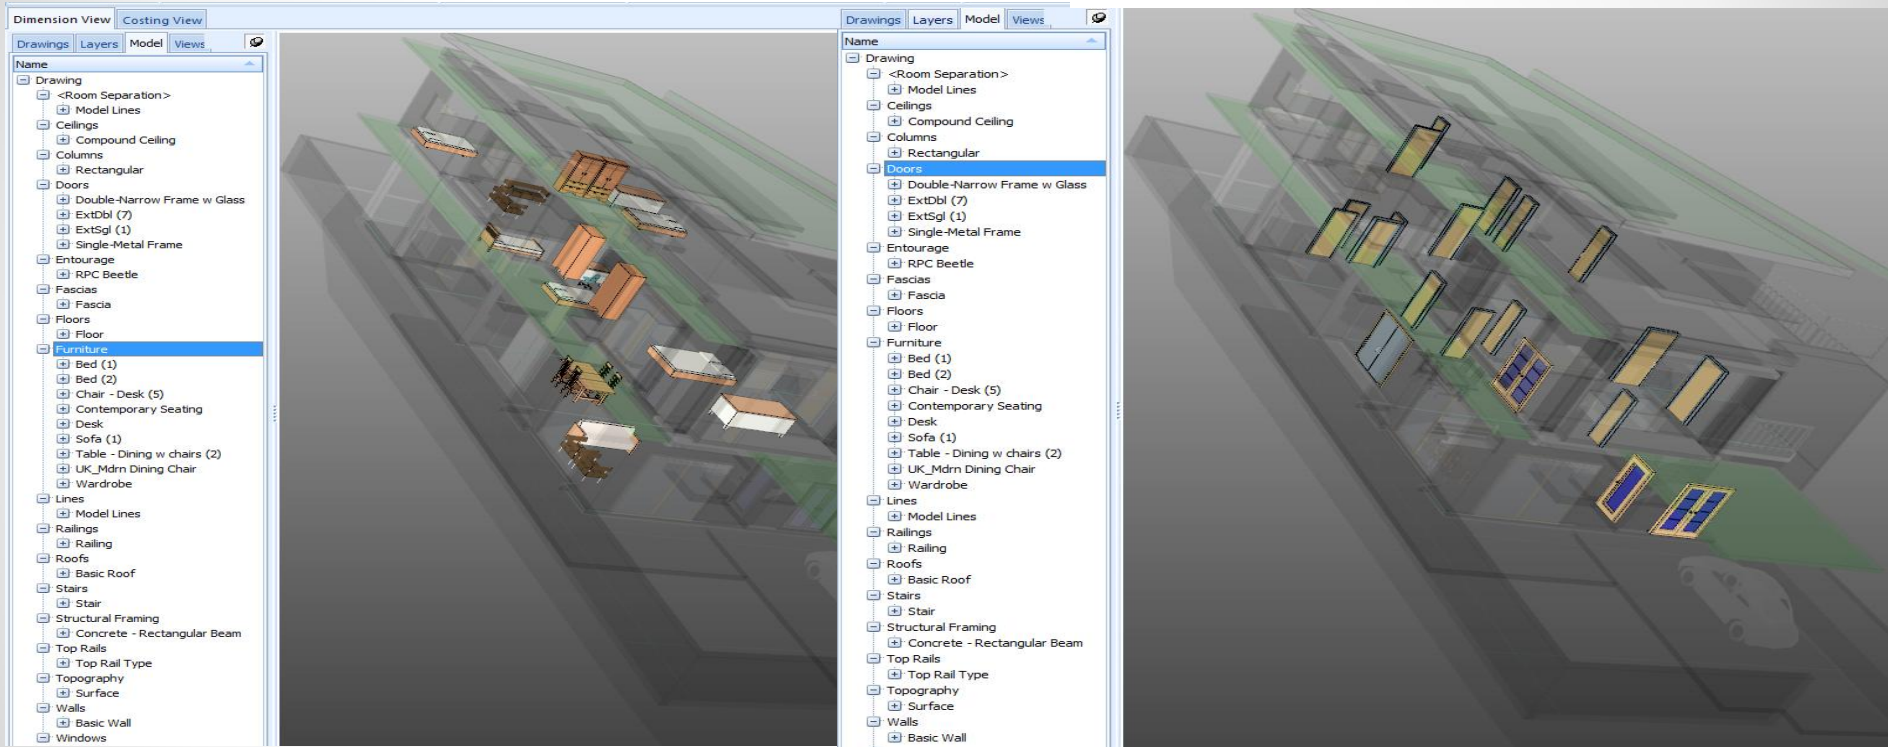 Dimension View Costing View
Drawings Layers Model Views
Name
Drawing
<Room Separation>
Model Lines
Ceilings
Compound Ceiling
Columns
Rectangular
Doors
Double-Narrow Frame w Glass
ExtDbl (7)
ExtSgl (1)
Single-Metal Frame
Entourage
RPC Beetle
Fascias
Fascia
Floors
Floor
Furniture
Bed (1)
Bed (2)
Chair - Desk (5)
Contemporary Seating
Desk
Sofa (1)
Table - Dining w chairs (2)
UK_Mdrn Dining Chair
Wardrobe
Lines
Model Lines
Railings
Railing
Roofs
Basic Roof
Stairs
Stair
Structural Framing
Concrete - Rectangular Beam
Top Rails
Top Rail Type
Topography
Surface
Walls
Basic Wall
Windows
Drawings Layers Model Views
Name
Drawing
<Room Separation>
Model Lines
Ceilings
Compound Ceiling
Columns
Rectangular
Doors
Double-Narrow Frame w Glass
ExtDbl (7)
ExtSgl (1)
Single-Metal Frame
Entourage
RPC Beetle
Fascias
Fascia
Floors
Floor
Furniture
Bed (1)
Bed (2)
Chair - Desk (5)
Contemporary Seating
Desk
Sofa (1)
Table - Dining w chairs (2)
UK_Mdrn Dining Chair
Wardrobe
Lines
Model Lines
Railings
Railing
Roofs
Basic Roof
Stairs
Stair
Structural Framing
Concrete - Rectangular Beam
Top Rails
Top Rail Type
Topography
Surface
Walls
Basic Wall